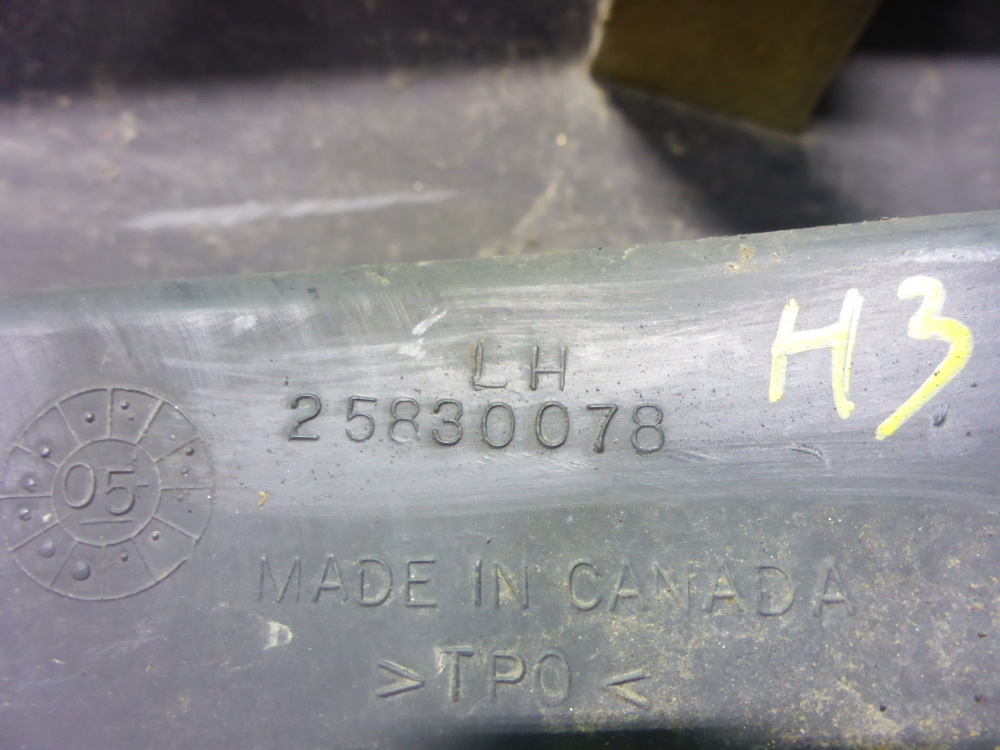 H3
LH
25830078
05
MADE IN CANADA
>TPO<